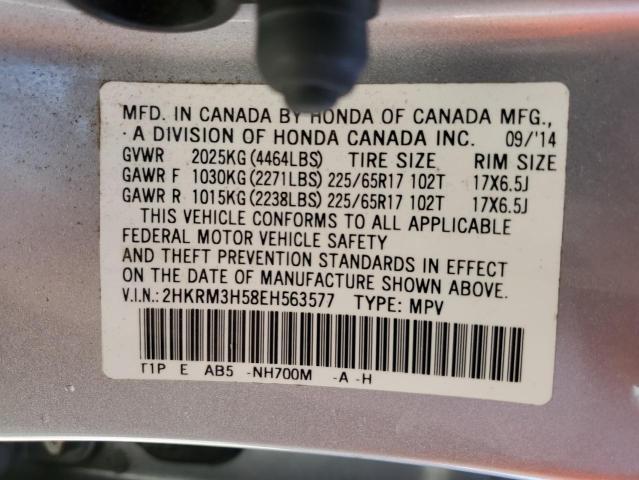 MFD. IN CANADA BY HONDA OF CANADA MFG.,
A DIVISION OF HONDA CANADA INC. 09/'14
GVWR 2025KG (4464LBS) TIRE SIZE RIM SIZE
GAWR F 1030KG (2271LBS) 225/65R17 102T 17X6.5J
GAWR R 1015KG (2238LBS) 225/65R17 102T 17X6.5J
THIS VEHICLE CONFORMS TO ALL APPLICABLE
FEDERAL MOTOR VEHICLE SAFETY
AND THEFT PREVENTION STANDARDS IN EFFECT
ON THE DATE OF MANUFACTURE SHOWN ABOVE.
V.I.N.: 2HKRM3H58EH563577 TYPE: MPV
T1P E AB5 -NH700M -A -H